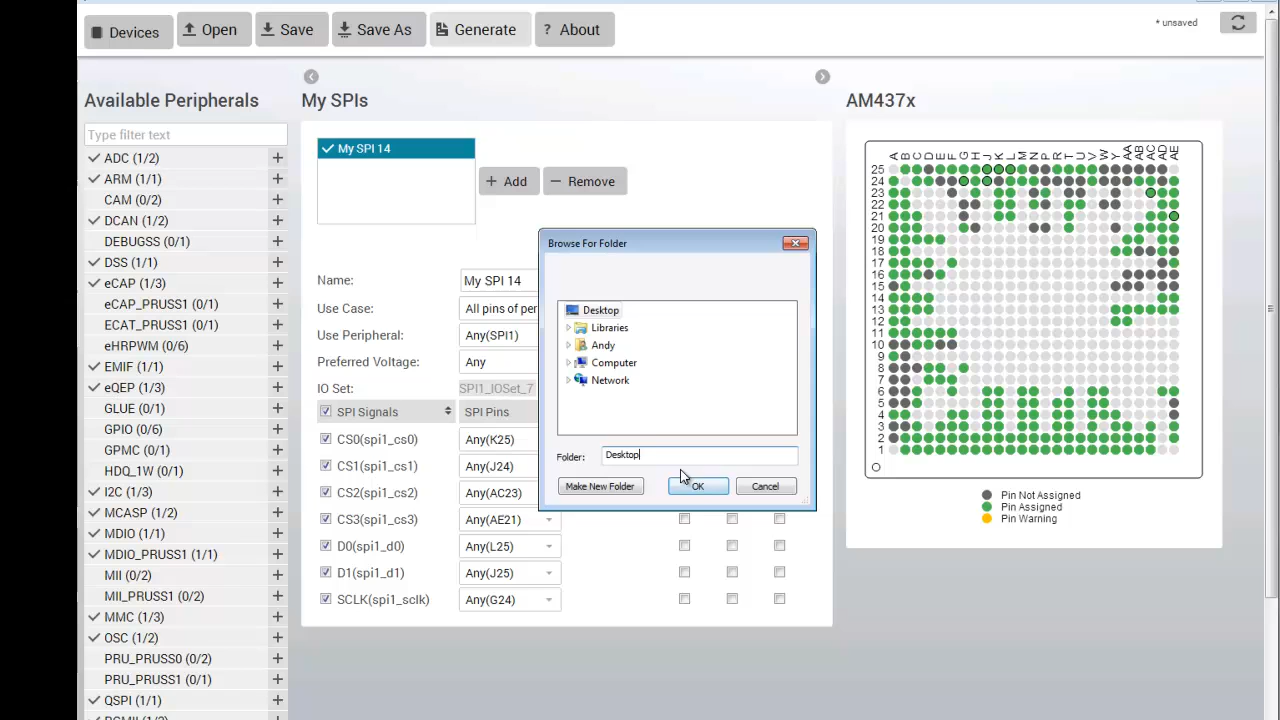 Devices Open Save Save As Generate ? About * unsaved
Available Peripherals
Type filter text
ADC (1/2)
ARM (1/1)
CAM (0/2)
DCAN (1/2)
DEBUGSS (0/1)
DSS (1/1)
eCAP (1/3)
eCAP_PRUSS1 (0/1)
ECAT_PRUSS1 (0/1)
eHRPWM (0/6)
EMIF (1/1)
eQEP (1/3)
GLUE (0/1)
GPIO (0/6)
GPMC (0/1)
HDQ_1W (0/1)
I2C (1/3)
MCASP (1/2)
MDIO (0/1)
MDIO_PRUSS1 (1/1)
MII (0/2)
MII_PRUSS1 (0/2)
MMC (1/3)
OSC (1/2)
PRU_PRUSS0 (0/2)
PRU_PRUSS1 (0/1)
QSPI (1/1)
My SPIs
My SPI 14
+ Add − Remove
Name: My SPI 14
Use Case: All pins of per
Use Peripheral: Any(SPI1)
Preferred Voltage: Any
IO Set: SPI1_IOSet_7
SPI Signals SPI Pins
CS0(spi1_cs0) Any(K25)
CS1(spi1_cs1) Any(J24)
CS2(spi1_cs2) Any(AC23)
CS3(spi1_cs3) Any(AE21)
D0(spi1_d0) Any(L25)
D1(spi1_d1) Any(J25)
SCLK(spi1_sclk) Any(G24)
Browse For Folder
Desktop
Libraries
Andy
Computer
Network
Folder: Desktop
Make New Folder OK Cancel
AM437x
A B C D E F G H J K L M N P R T U V W Y AA AB AC AD AE
25
24
23
22
21
20
19
18
17
16
15
14
13
12
11
10
9
8
7
6
5
4
3
2
1
Pin Not Assigned
Pin Assigned
Pin Warning